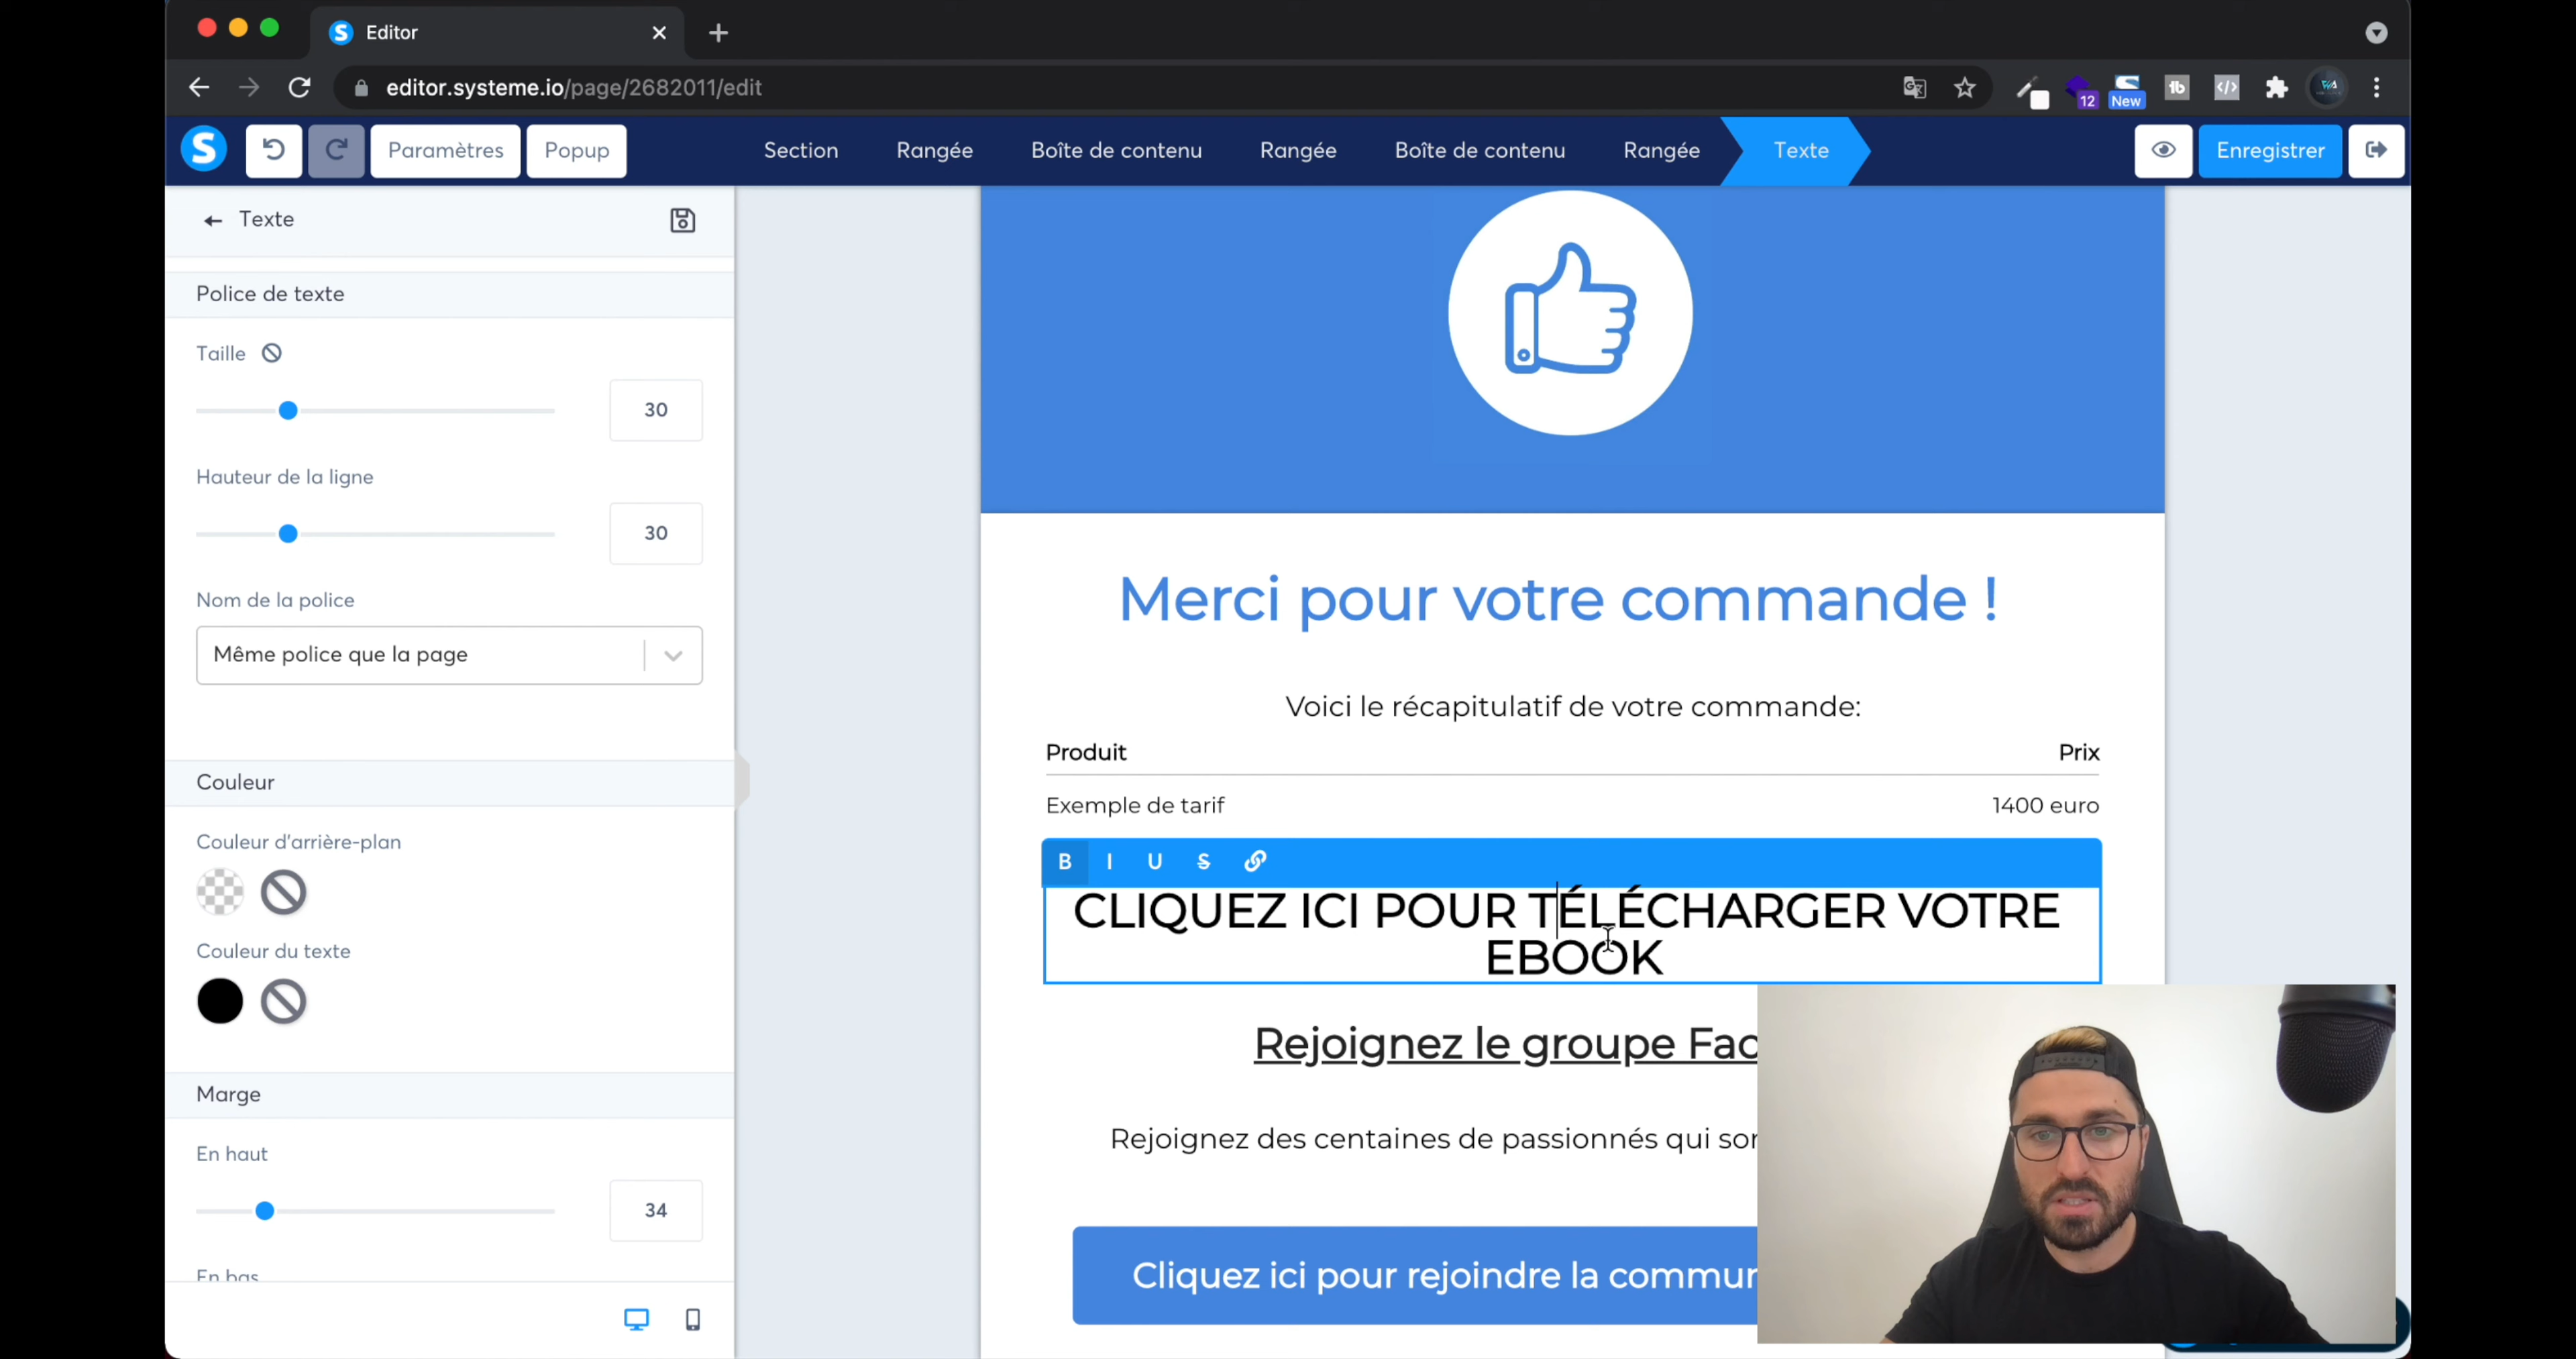 Editor
editor.systeme.io/page/2682011/edit
12
New
Paramètres
Popup
Section
Rangée
Boîte de contenu
Rangée
Boîte de contenu
Rangée
Texte
Enregistrer
Texte
Police de texte
Taille
30
Hauteur de la ligne
30
Nom de la police
Même police que la page
Couleur
Couleur d'arrière-plan
Couleur du texte
Marge
En haut
34
En bas
Merci pour votre commande !
Voici le récapitulatif de votre commande:
Produit Prix
Exemple de tarif 1400 euro
B I U S
CLIQUEZ ICI POUR TÉLÉCHARGER VOTRE
EBOOK
Rejoignez le groupe Fac
Rejoignez des centaines de passionnés qui sor
Cliquez ici pour rejoindre la commun